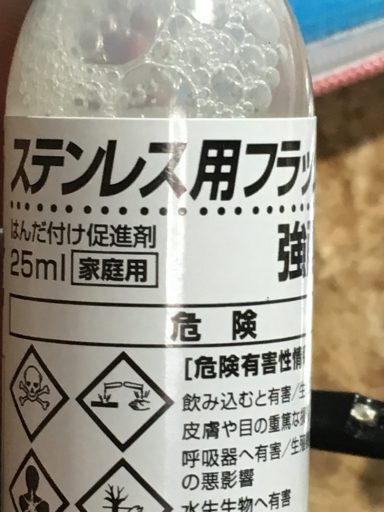 ステンレス用フラッ
はんだ付け促進剤
25ml 家庭用
強
危険
[危険有害性情
飲み込むと有害/生
皮膚や目の重篤な
呼吸器へ有害/生殖
の悪影響
水生生物へ有害